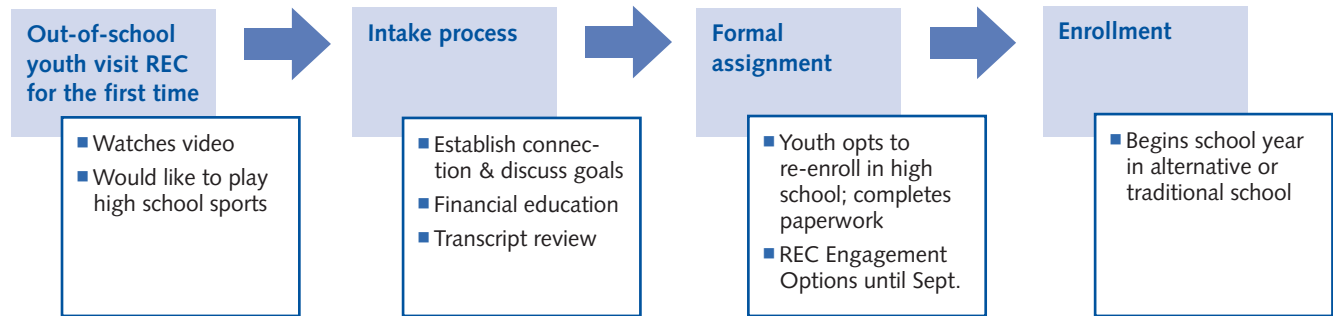 Out-of-school
youth visit REC
for the first time
■ Watches video
■ Would like to play
high school sports
Intake process
■ Establish connec-
tion & discuss goals
■ Financial education
■ Transcript review
Formal
assignment
■ Youth opts to
re-enroll in high
school; completes
paperwork
■ REC Engagement
Options until Sept.
Enrollment
■ Begins school year
in alternative or
traditional school